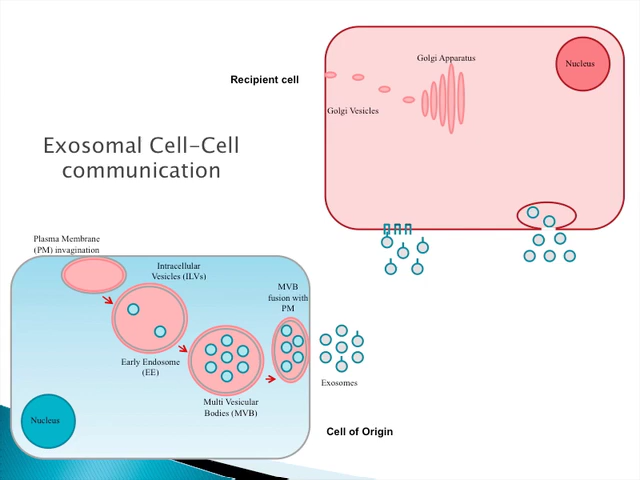 Golgi Apparatus
Nucleus
Recipient cell
Golgi Vesicles
Exosomal Cell-Cell
communication
Plasma Membrane
(PM) invagination
Intracellular
Vesicles (ILVs)
MVB
fusion with
PM
Early Endosome
(EE)
Exosomes
Multi Vesicular
Bodies (MVB)
Nucleus
Cell of Origin